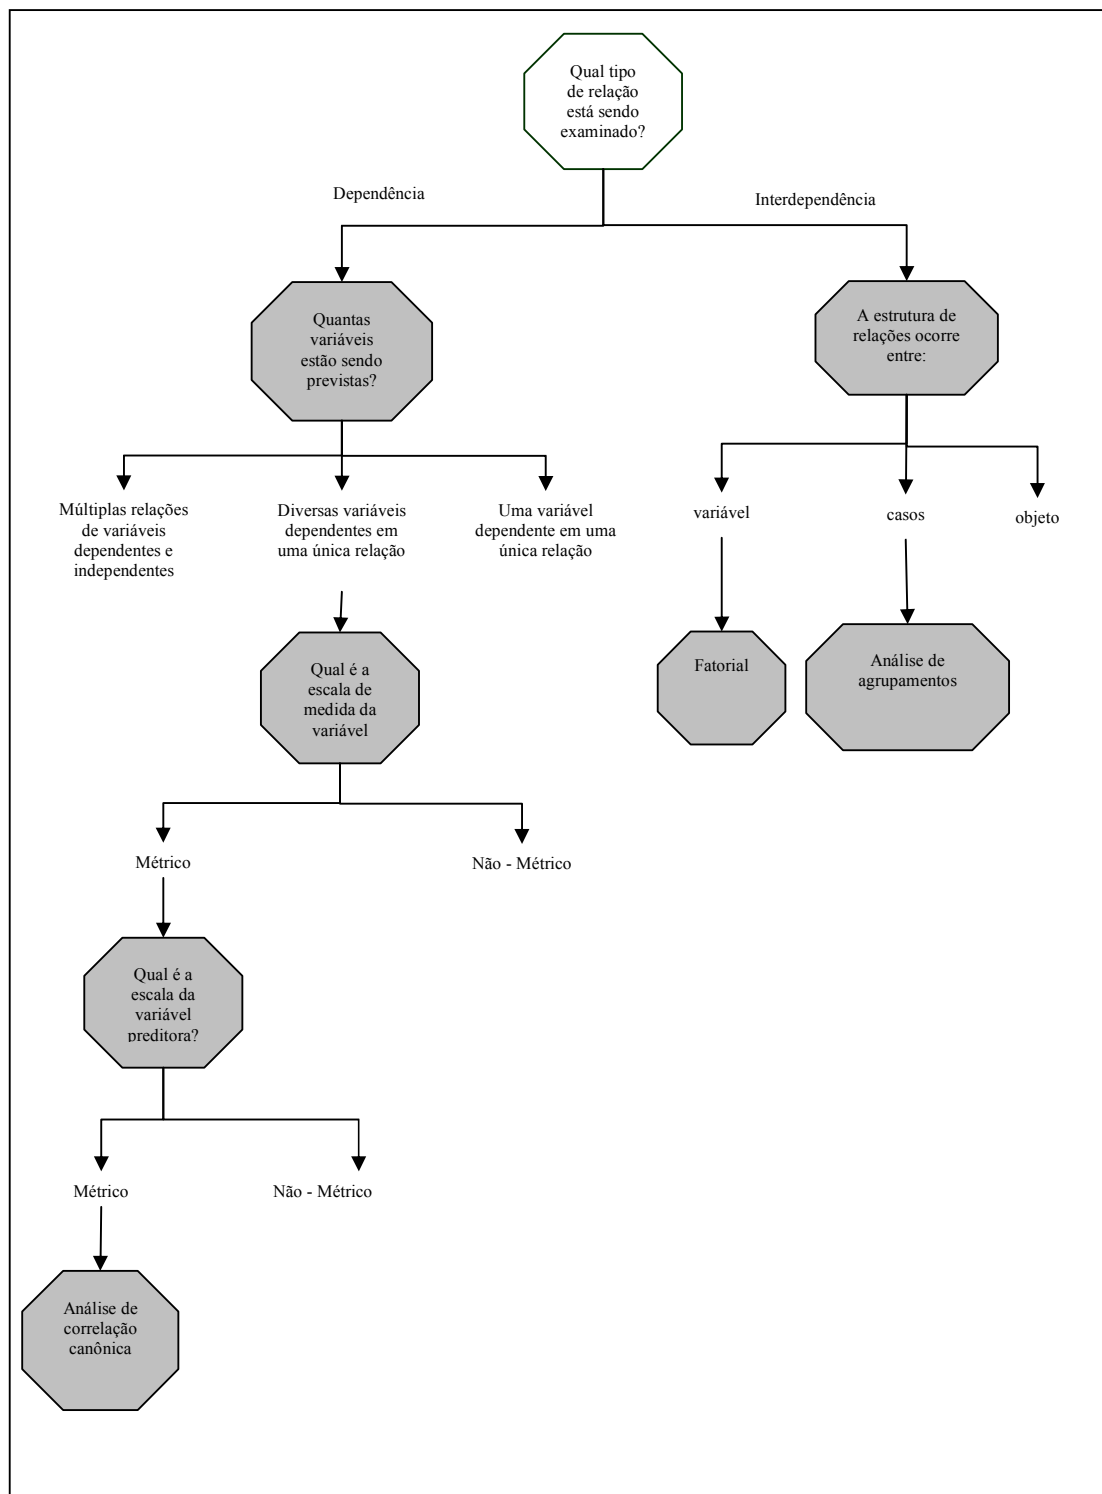 Qual tipo
de relação
está sendo
examinado?
Dependência
Interdependência
Quantas
variáveis
estão sendo
previstas?
A estrutura de
relações ocorre
entre:
Múltiplas relações
de variáveis
dependentes e
independentes
Diversas variáveis
dependentes em
uma única relação
Uma variável
dependente em uma
única relação
variável
casos
objeto
Qual é a
escala de
medida da
variável
Fatorial
Análise de
agrupamentos
Métrico
Não - Métrico
Qual é a
escala da
variável
preditora?
Métrico
Não - Métrico
Análise de
correlação
canônica